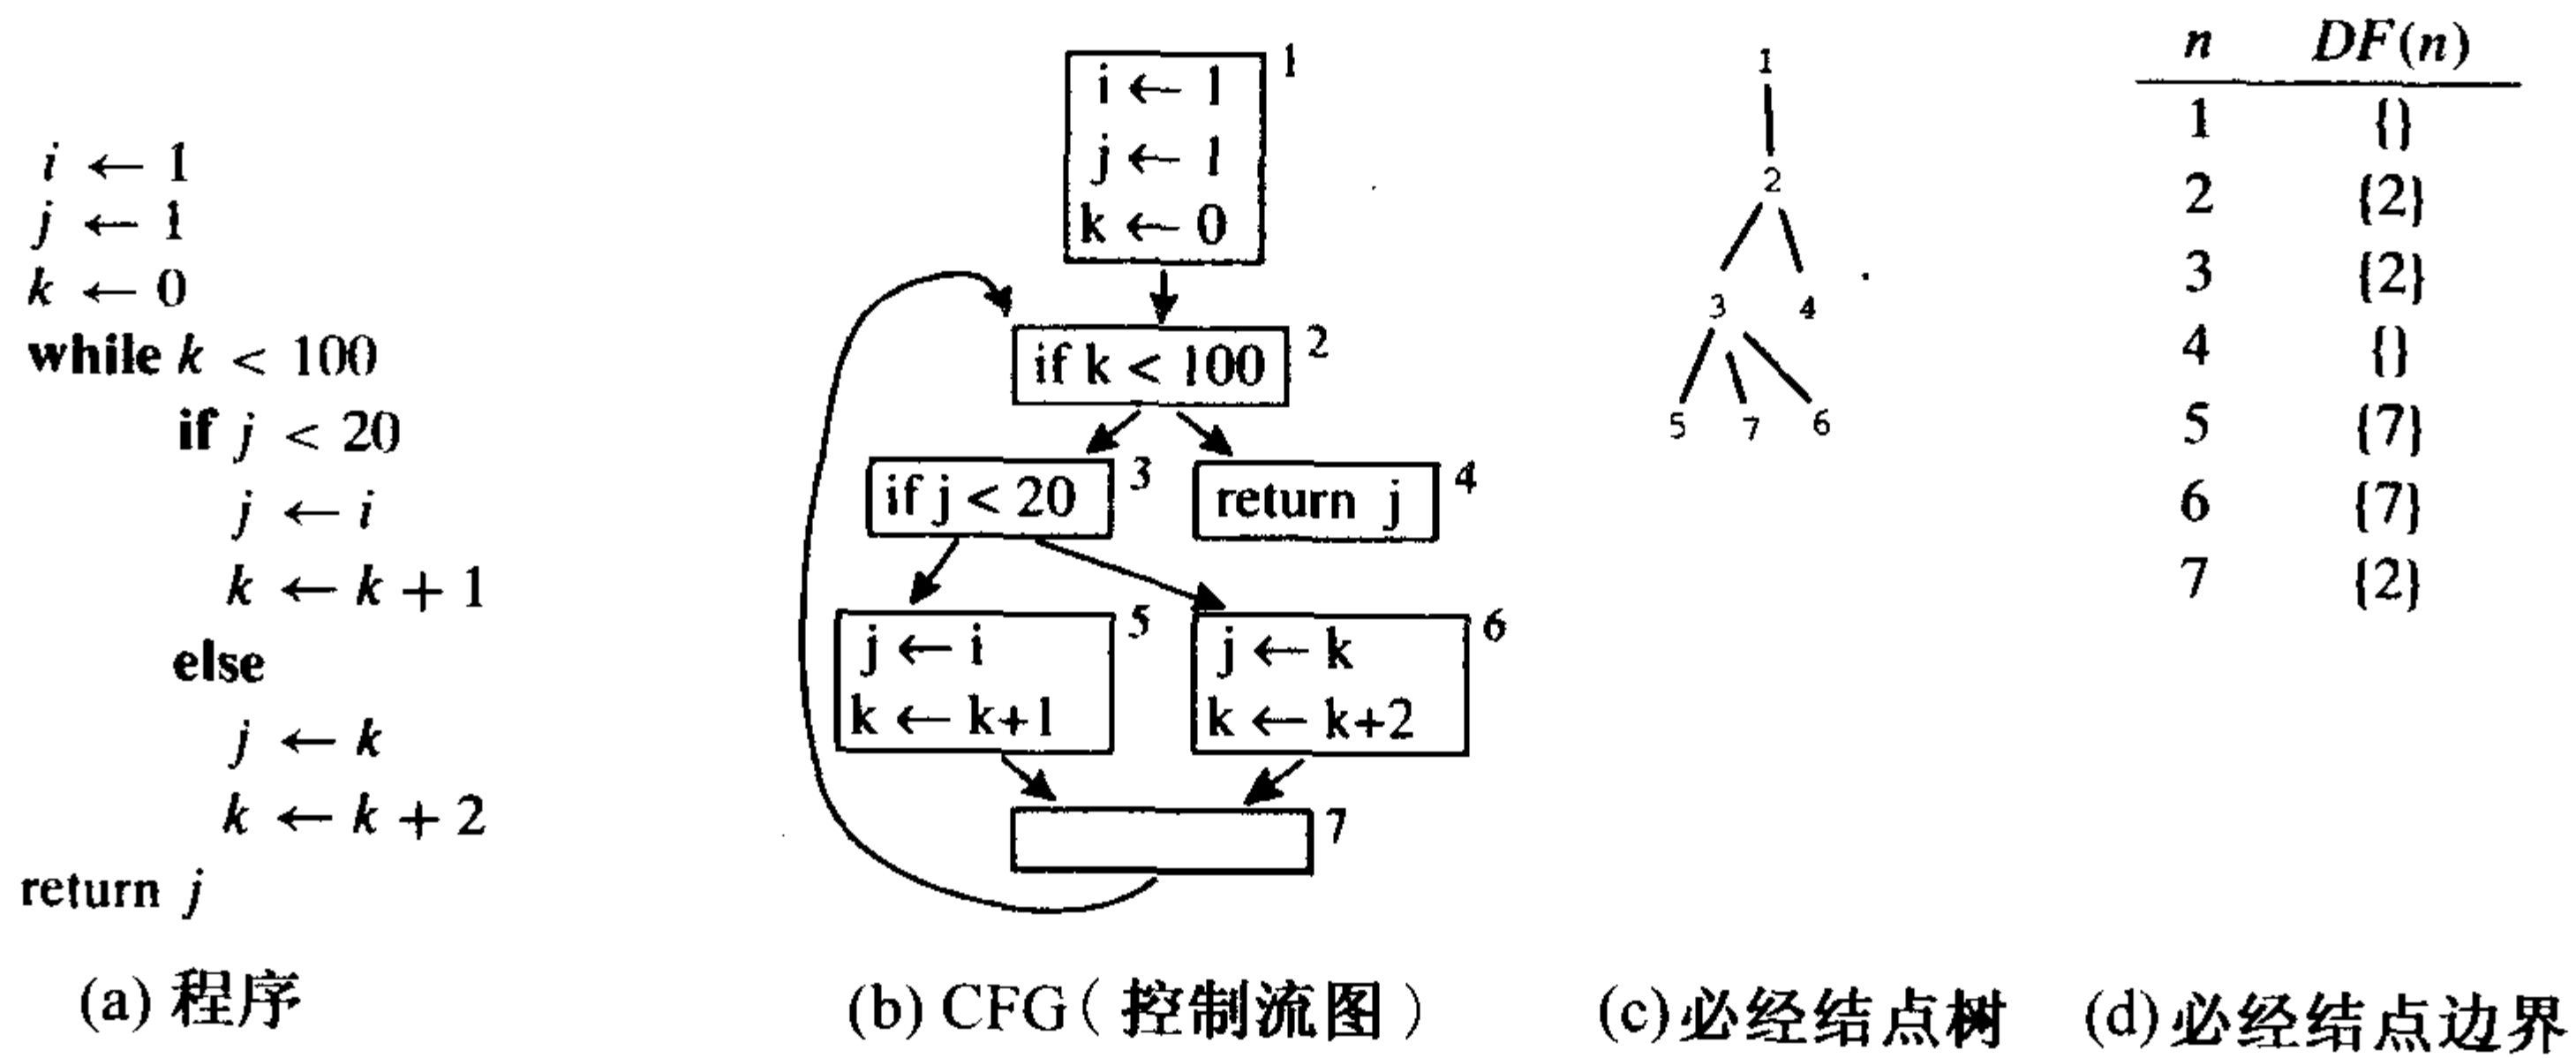 i ← 1
j ← 1
k ← 0
while k < 100
if j < 20
j ← i
k ← k + 1
else
j ← k
k ← k + 2
return j
(a) 程序
1
i ← 1
j ← 1
k ← 0
2
if k < 100
3
if j < 20
4
return j
5
j ← i
k ← k+1
6
j ← k
k ← k+2
7
(b) CFG( 控制流图 )
1
2
3 4
5 7 6
(c)必经结点树
n DF(n)
1 {}
2 {2}
3 {2}
4 {}
5 {7}
6 {7}
7 {2}
(d)必经结点边界